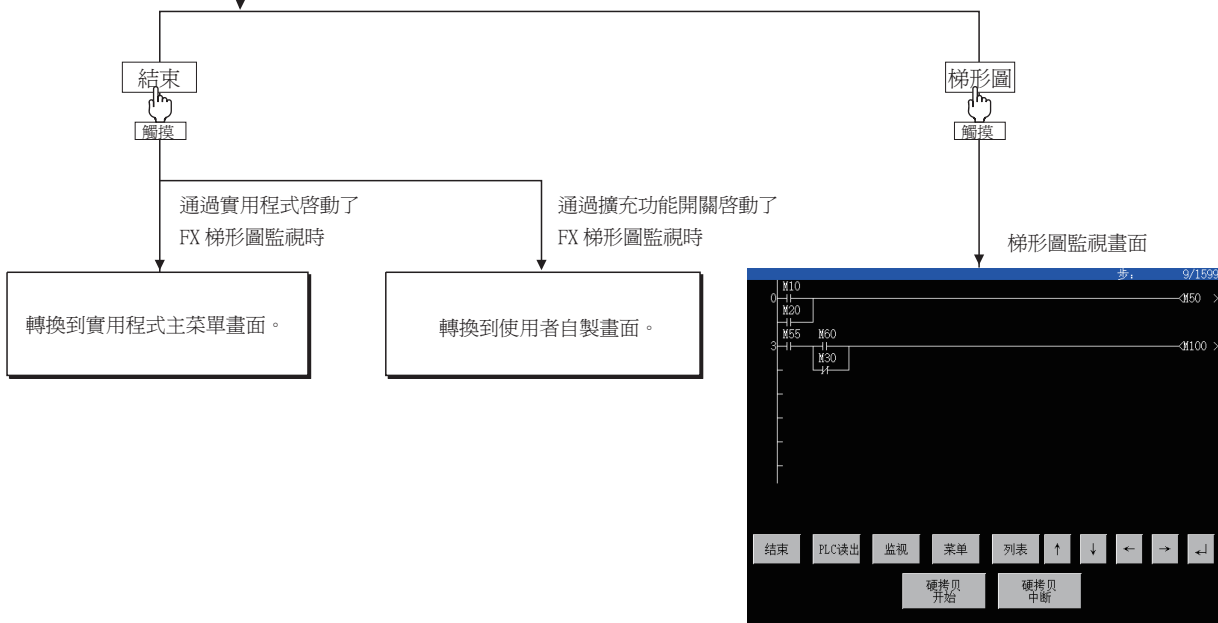 結束
梯形圖
觸摸
觸摸
通過實用程式啓動了
FX 梯形圖監視時
通過擴充功能開關啓動了
FX 梯形圖監視時
梯形圖監視畫面
轉換到實用程式主菜單畫面。
轉換到使用者自製畫面。
步: 9/1599
M10
0 M50
M20
M55 M60
3 M100
M30
结束 PLC读出 监视 菜单 列表 ↑ ↓ ← → ↵
硬拷贝
开始
硬拷贝
中断